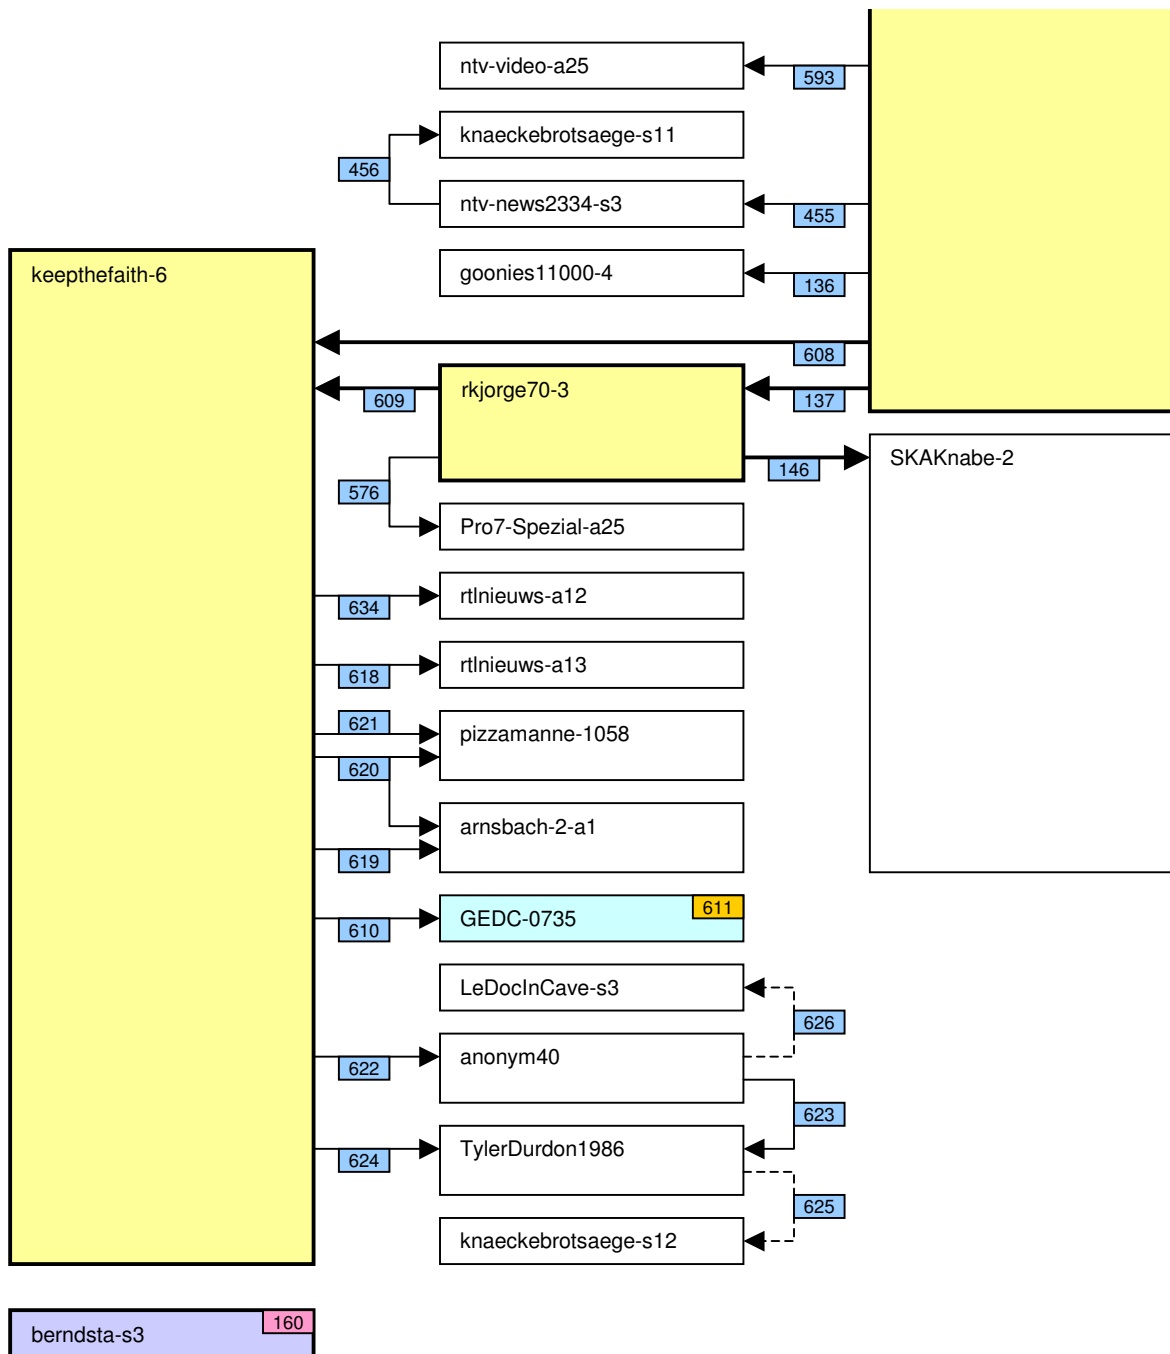 ntv-video-a25
593
knaeckebrotsaege-s11
456
ntv-news2334-s3
455
keepthefaith-6
goonies11000-4
136
608
rkjorge70-3
609
137
SKAKnabe-2
146
576
Pro7-Spezial-a25
rtlnieuws-a12
634
rtlnieuws-a13
618
621
pizzamanne-1058
620
arnsbach-2-a1
619
611
GEDC-0735
610
LeDocInCave-s3
626
anonym40
622
623
TylerDurdon1986
624
625
knaeckebrotsaege-s12
160
berndsta-s3